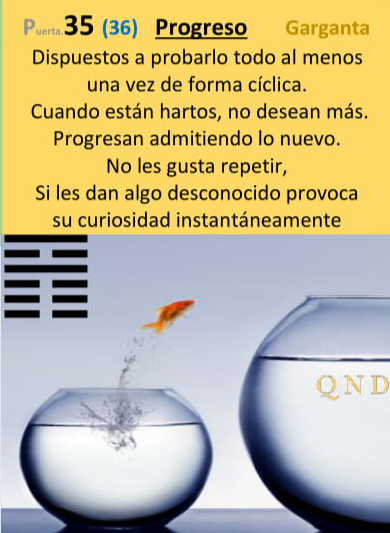 Puerta.35 (36) Progreso Garganta
Dispuestos a probarlo todo al menos
una vez de forma cíclica.
Cuando están hartos, no desean más.
Progresan admitiendo lo nuevo.
No les gusta repetir,
Si les dan algo desconocido provoca
su curiosidad instantáneamente
QND